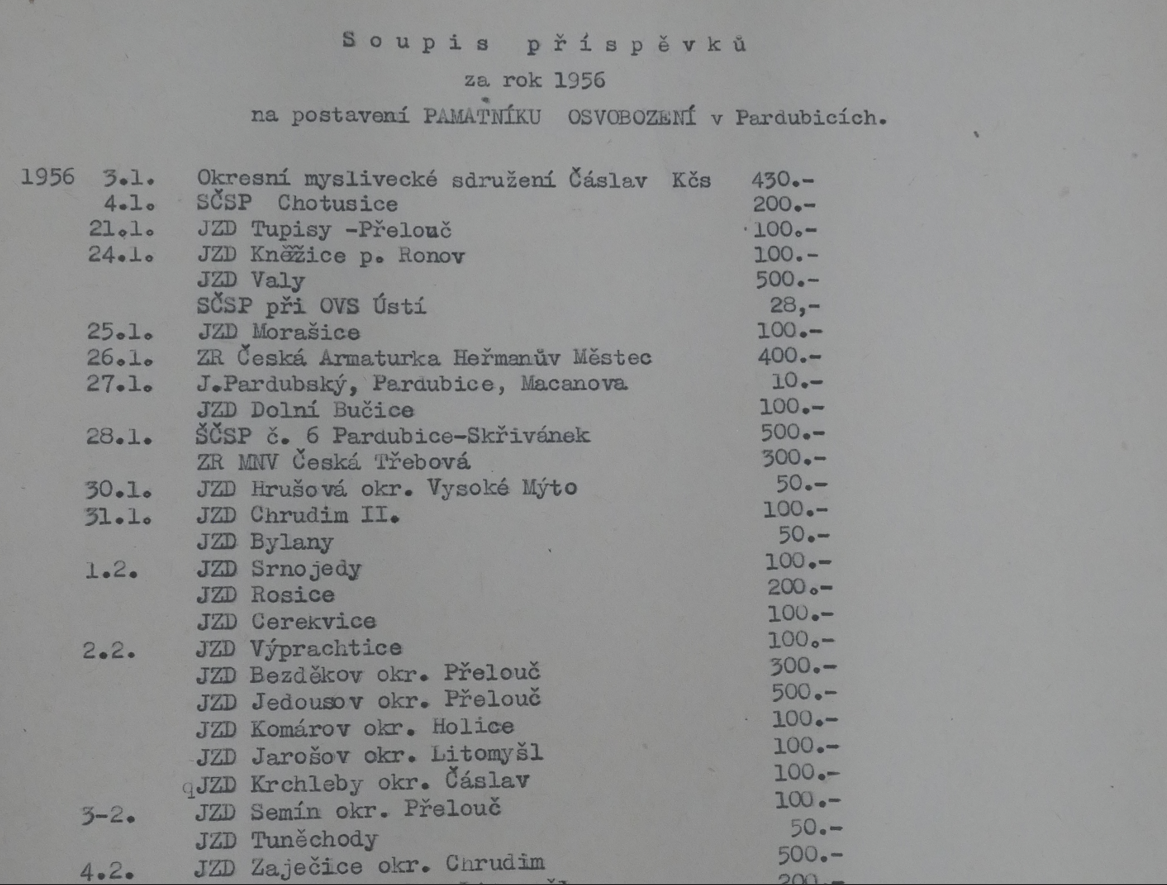 Soupis příspěvků
za rok 1956
na postavení PAMATNÍKU OSVOBOZENÍ v Pardubicích.
1956 3.1. Okresní myslivecké sdružení Čáslav Kčs 430.-
4.1. SČSP Chotusice 200.-
21.1. JZD Tupisy -Přelouč 100.-
24.1. JZD Kněžice p. Ronov 100.-
JZD Valy 500.-
SČSP při OVS Ústí 28,-
25.1. JZD Morašice 100.-
26.1. ZR Česká Armaturka Heřmanův Městec 400.-
27.1. J.Pardubský, Pardubice, Macanova 10.-
JZD Dolní Bučice 100.-
28.1. ŠČSP č. 6 Pardubice-Skřivánek 500.-
ZR MNV Česká Třebová 300.-
30.1. JZD Hrušová okr. Vysoké Mýto 50.-
31.1. JZD Chrudim II. 100.-
JZD Bylany 50.-
1.2. JZD Srnojedy 100.-
JZD Rosice 200.-
JZD Cerekvice 100.-
2.2. JZD Výprachtice 100.-
JZD Bezděkov okr. Přelouč 300.-
JZD Jedousov okr. Přelouč 500.-
JZD Komárov okr. Holice 100.-
JZD Jarošov okr. Litomyšl 100.-
qJZD Krchleby okr. Čáslav 100.-
3-2. JZD Semín okr. Přelouč 100.-
JZD Tuněchody 50.-
4.2. JZD Zaječice okr. Chrudim 500.-
200.-